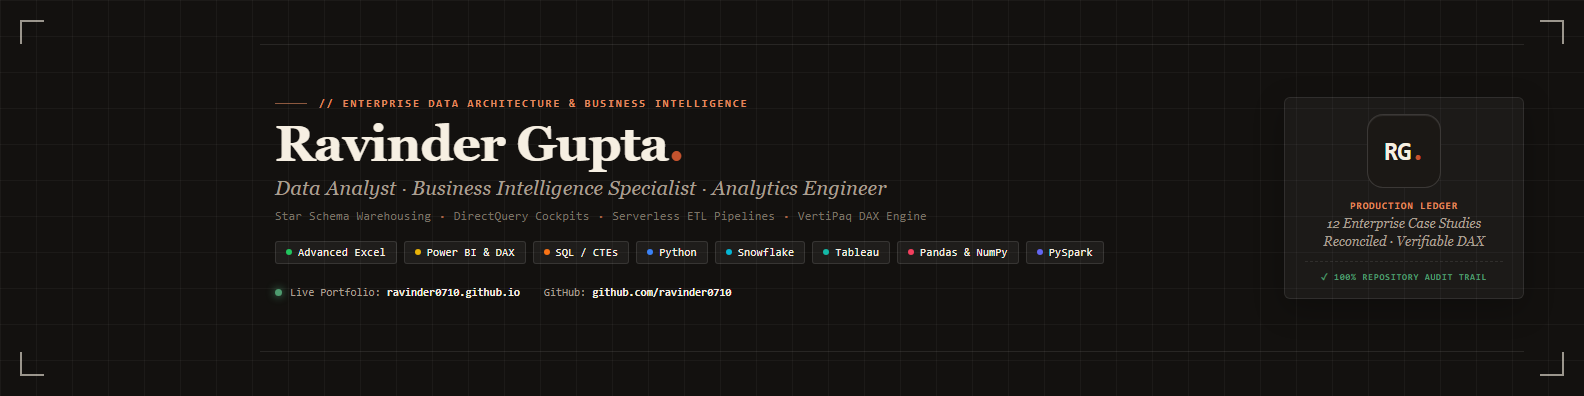 // ENTERPRISE DATA ARCHITECTURE & BUSINESS INTELLIGENCE
Ravinder Gupta.
Data Analyst · Business Intelligence Specialist · Analytics Engineer
Star Schema Warehousing · DirectQuery Cockpits · Serverless ETL Pipelines · VertiPaq DAX Engine
Advanced Excel Power BI & DAX SQL / CTEs Python Snowflake Tableau Pandas & NumPy PySpark
Live Portfolio: ravinder0710.github.io GitHub: github.com/ravinder0710
RG.
PRODUCTION LEDGER
12 Enterprise Case Studies
Reconciled · Verifiable DAX
✓ 100% REPOSITORY AUDIT TRAIL